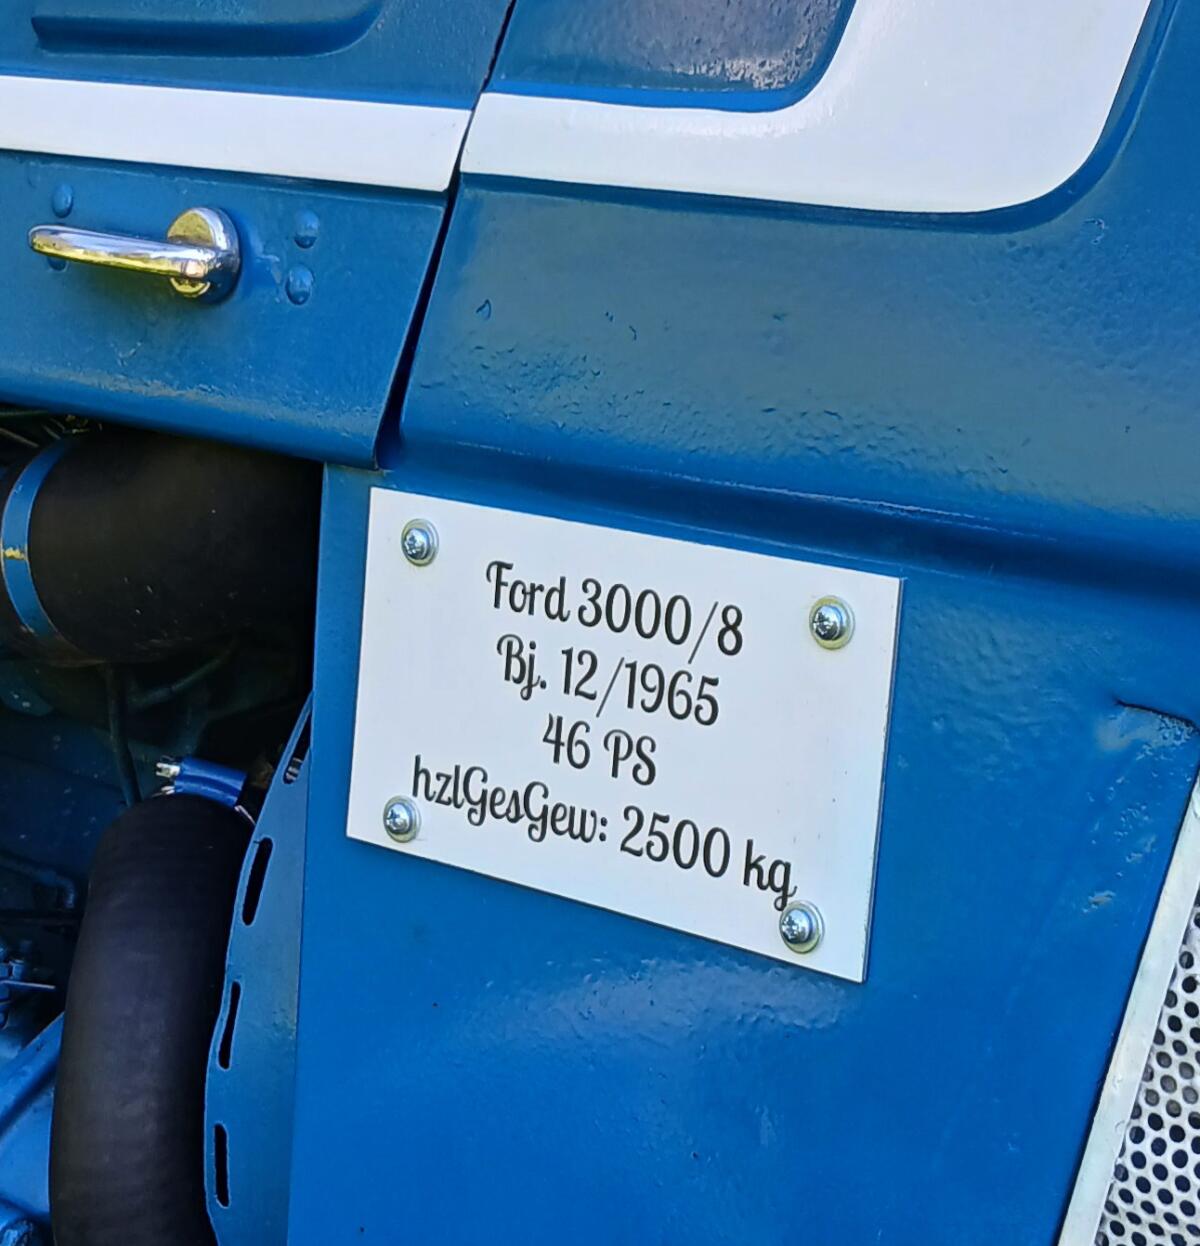 Ford 3000/8
Bj. 12/1965
46 PS
hzlGesGew: 2500 kg